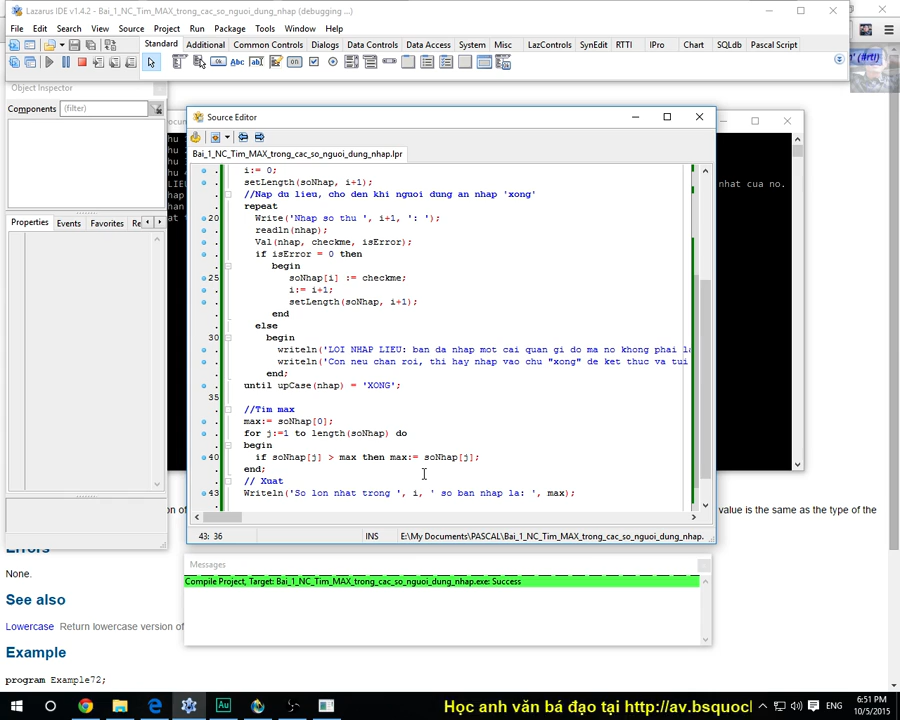 Lazarus IDE v1.4.2 - Bai_1_NC_Tim_MAX_trong_cac_so_nguoi_dung_nhap (debugging ...)
File Edit Search View Source Project Run Package Tools Window Help
Standard Additional Common Controls Dialogs Data Controls Data Access System Misc LazControls SynEdit RTTI IPro Chart SQLdb Pascal Script
(#rtl)
Object Inspector
Components (filter)
Properties Events Favorites Re
Source Editor
Bai_1_NC_Tim_MAX_trong_cac_so_nguoi_dung_nhap.lpr
i:= 0;
setLength(soNhap, i+1);
//Nap du lieu, cho den khi nguoi dung an nhap 'xong'
repeat
20 Write('Nhap so thu ', i+1, ': ');
readln(nhap);
Val(nhap, checkme, isError);
if isError = 0 then
begin
25 soNhap[i] := checkme;
i:= i+1;
setLength(soNhap, i+1);
end
else
30 begin
writeln('LOI NHAP LIEU: ban da nhap mot cai quan gi do ma no khong phai la
writeln('Con neu chan roi, thi hay nhap vao chu "xong" de ket thuc va tui
end;
until upCase(nhap) = 'XONG';
35
//Tim max
max:= soNhap[0];
for j:=1 to length(soNhap) do
begin
40 if soNhap[j] > max then max:= soNhap[j];
end;
// Xuat
43 Writeln('So lon nhat trong ', i, ' so ban nhap la: ', max);
43: 36 INS E:\My Documents\PASCAL\Bai_1_NC_Tim_MAX_trong_cac_so_nguoi_dung_nhap.
nhat cua no.
value is the same as the type of the
Messages
Compile Project, Target: Bai_1_NC_Tim_MAX_trong_cac_so_nguoi_dung_nhap.exe: Success
Errors
None.
See also
Lowercase Return lowercase version of
Example
program Example72;
Học anh văn bá đạo tại http://av.bsquocl
ENG
6:51 PM
10/5/2015